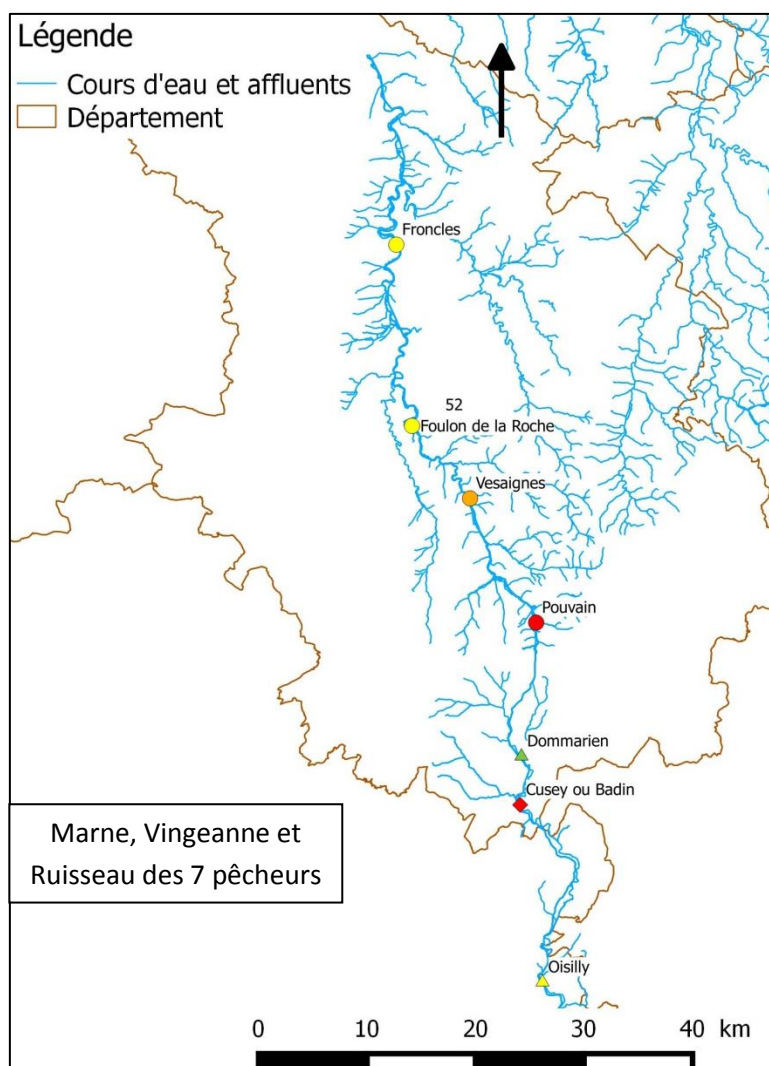 Légende
Cours d'eau et affluents
Département
Froncles
52
Foulon de la Roche
Vesaignes
Pouvain
Dommarien
Cusey ou Badin
Marne, Vingeanne et
Ruisseau des 7 pêcheurs
Oisilly
0 10 20 30 40 km